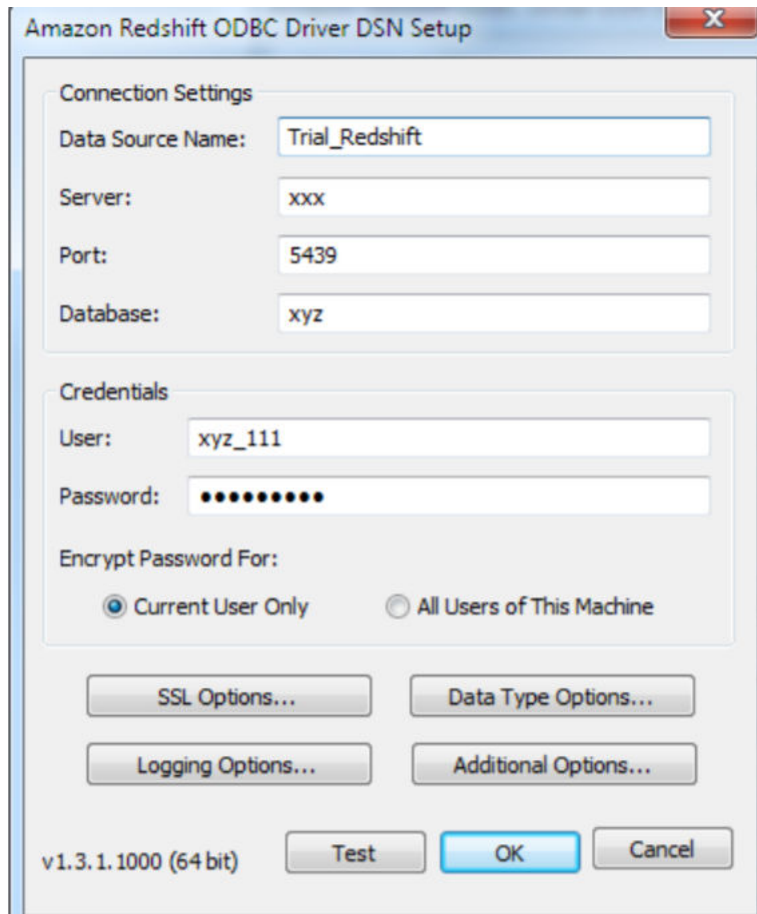 Amazon Redshift ODBC Driver DSN Setup
Connection Settings
Data Source Name: Trial_Redshift
Server: xxx
Port: 5439
Database: xyz
Credentials
User: xyz_111
Password: •••••••••
Encrypt Password For:
Current User Only All Users of This Machine
SSL Options... Data Type Options...
Logging Options... Additional Options...
v1.3.1.1000 (64 bit) Test OK Cancel